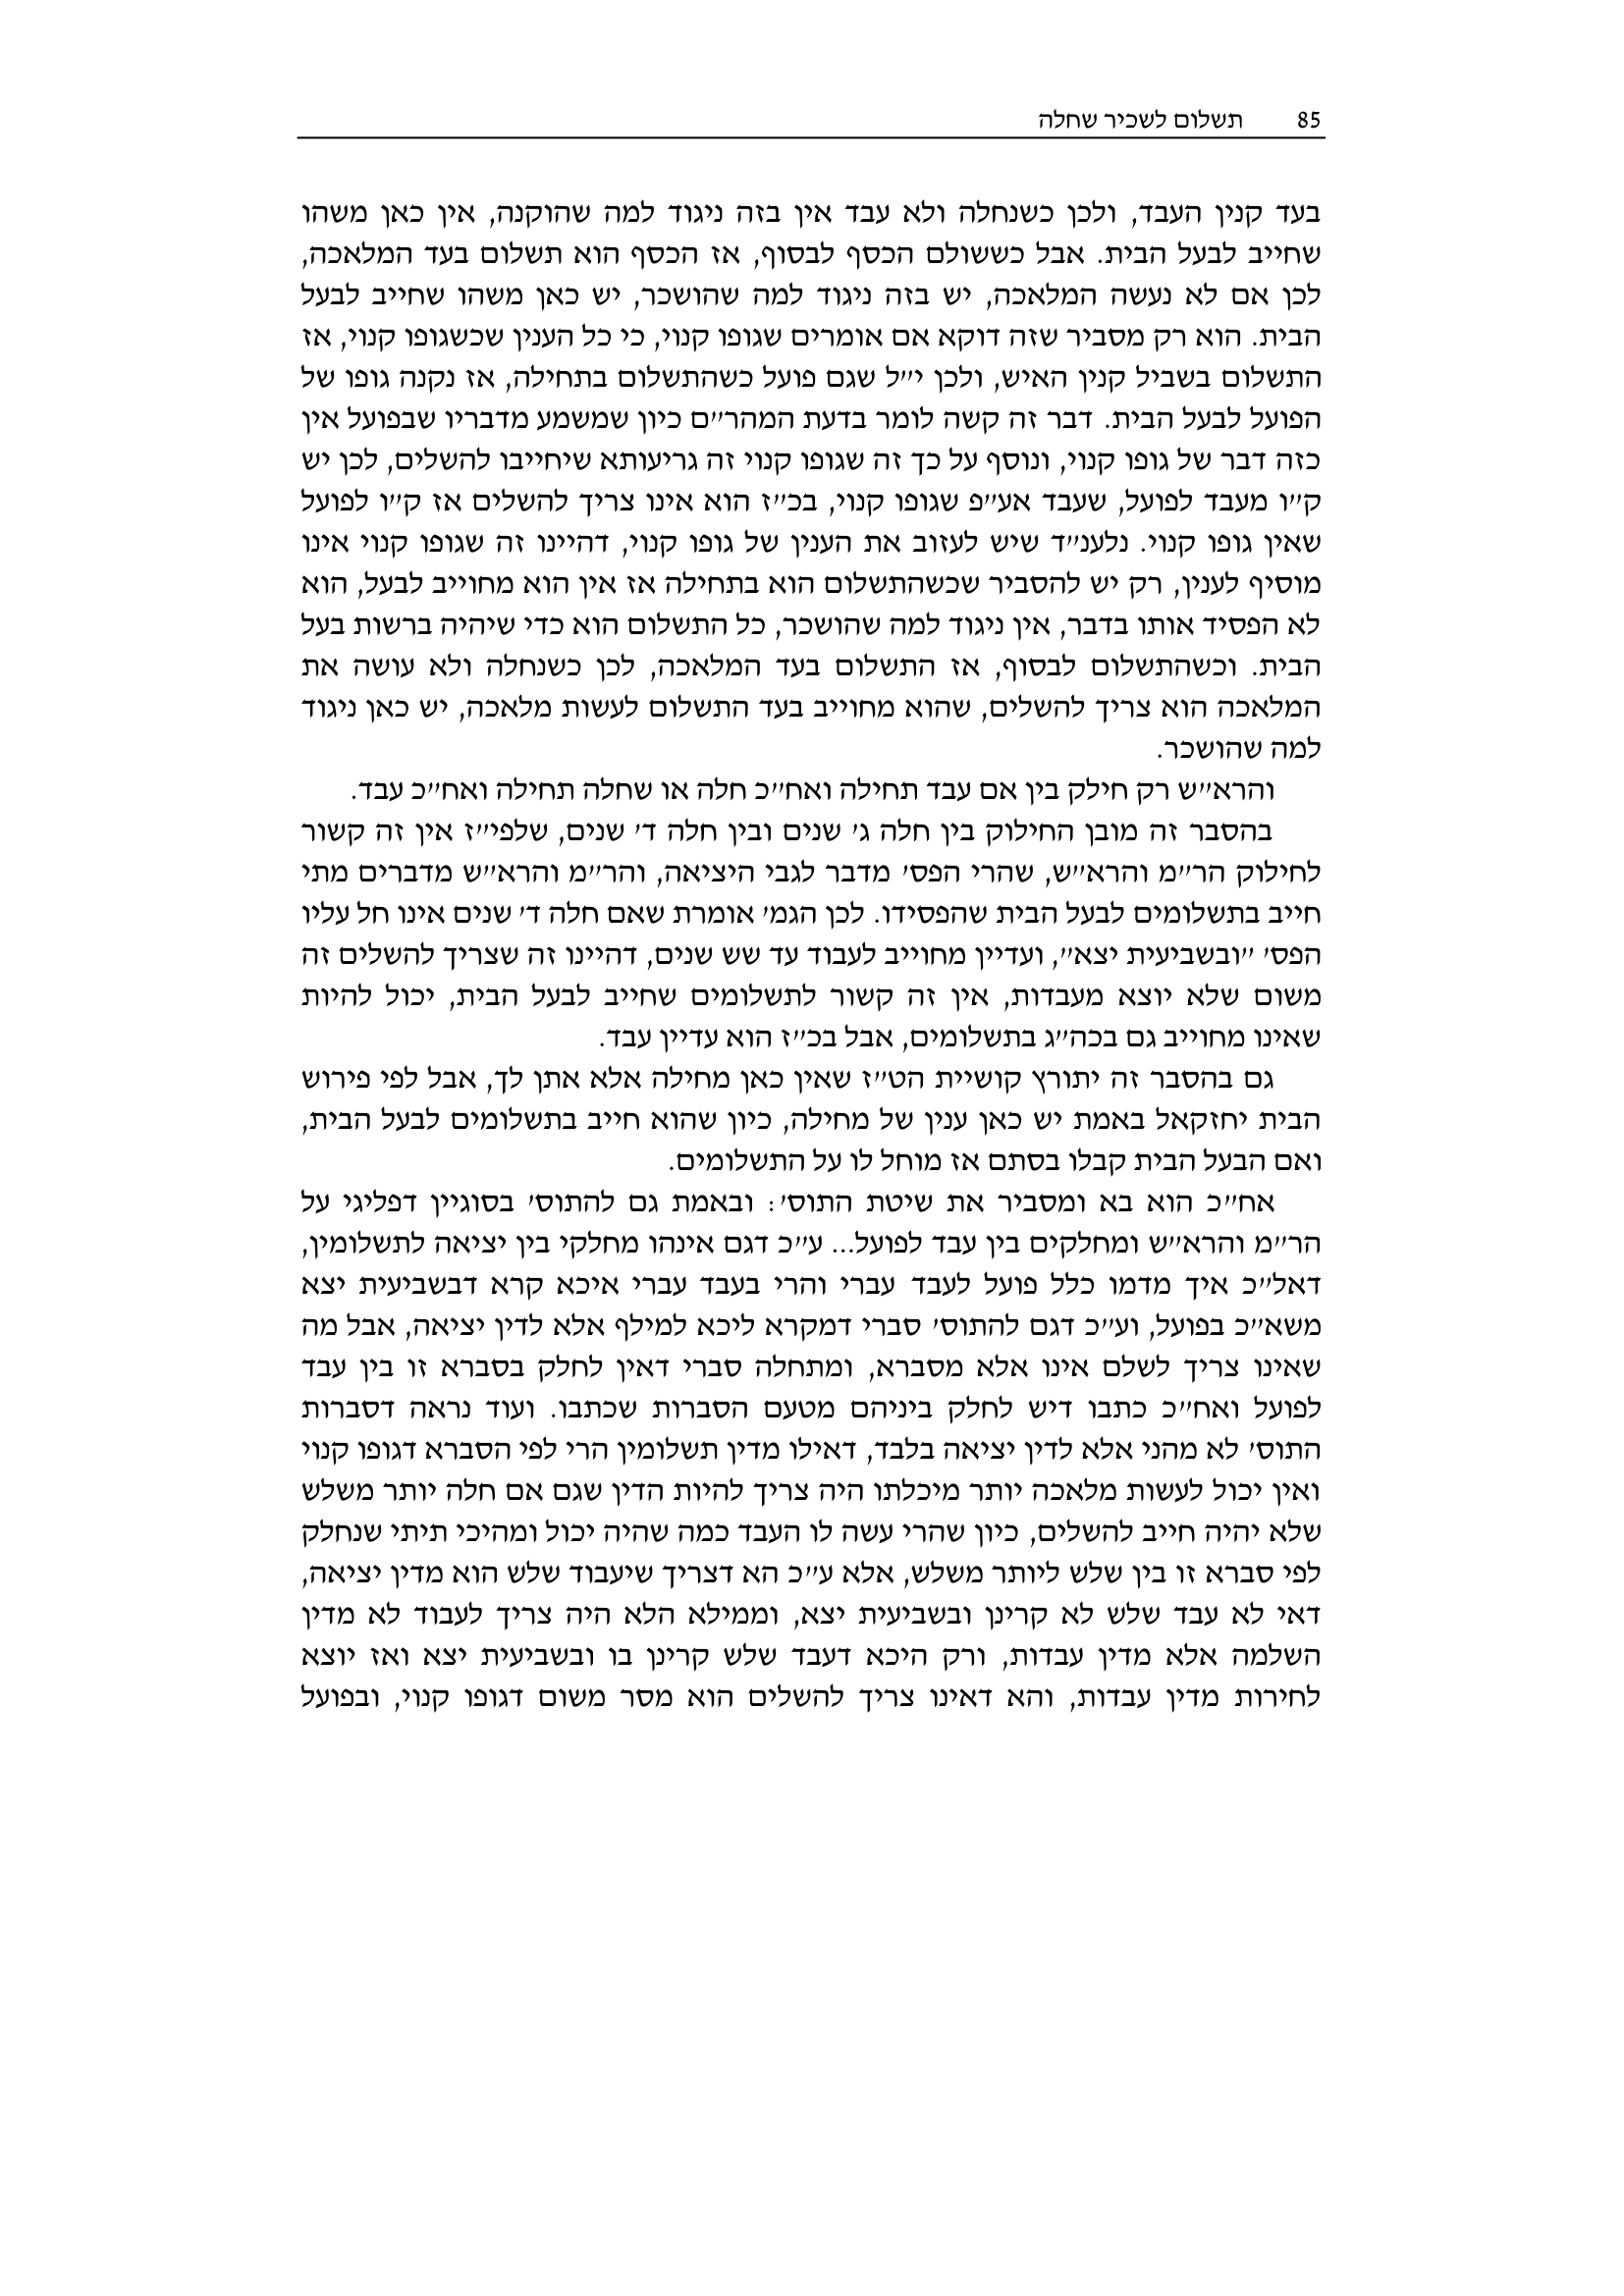 85 תשלום לשכיר שחלה
בעד קנין העבד, ולכן כשנחלה ולא עבד אין בזה ניגוד למה שהוקנה, אין כאן משהו
שחייב לבעל הבית. אבל כששולם הכסף לבסוף, אז הכסף הוא תשלום בעד המלאכה,
לכן אם לא נעשה המלאכה, יש בזה ניגוד למה שהושכר, יש כאן משהו שחייב לבעל
הבית. הוא רק מסביר שזה דוקא אם אומרים שגופו קנוי, כי כל הענין שכשגופו קנוי, אז
התשלום בשביל קנין האיש, ולכן י״ל שגם פועל כשהתשלום בתחילה, אז נקנה גופו של
הפועל לבעל הבית. דבר זה קשה לומר בדעת המהר״ם כיון שמשמע מדבריו שבפועל אין
כזה דבר של גופו קנוי, ונוסף על כך זה שגופו קנוי זה גריעותא שיחייבו להשלים, לכן יש
ק״ו מעבד לפועל, שעבד אע״פ שגופו קנוי, בכ״ז הוא אינו צריך להשלים אז ק״ו לפועל
שאין גופו קנוי. נלענ״ד שיש לעזוב את הענין של גופו קנוי, דהיינו זה שגופו קנוי אינו
מוסיף לענין, רק יש להסביר שכשהתשלום הוא בתחילה אז אין הוא מחוייב לבעל, הוא
לא הפסיד אותו בדבר, אין ניגוד למה שהושכר, כל התשלום הוא כדי שיהיה ברשות בעל
הבית. וכשהתשלום לבסוף, אז התשלום בעד המלאכה, לכן כשנחלה ולא עושה את
המלאכה הוא צריך להשלים, שהוא מחוייב בעד התשלום לעשות מלאכה, יש כאן ניגוד
למה שהושכר.
והרא״ש רק חילק בין אם עבד תחילה ואח״כ חלה או שחלה תחילה ואח״כ עבד.
בהסבר זה מובן החילוק בין חלה ג׳ שנים ובין חלה ד׳ שנים, שלפי״ז אין זה קשור
לחילוק הר״מ והרא״ש, שהרי הפס׳ מדבר לגבי היציאה, והר״מ והרא״ש מדברים מתי
חייב בתשלומים לבעל הבית שהפסידו. לכן הגמ׳ אומרת שאם חלה ד׳ שנים אינו חל עליו
הפס׳ ״ובשביעית יצא״, ועדיין מחוייב לעבוד עד שש שנים, דהיינו זה שצריך להשלים זה
משום שלא יוצא מעבדות, אין זה קשור לתשלומים שחייב לבעל הבית, יכול להיות
שאינו מחוייב גם בכה״ג בתשלומים, אבל בכ״ז הוא עדיין עבד.
גם בהסבר זה יתורץ קושיית הט״ז שאין כאן מחילה אלא אתן לך, אבל לפי פירוש
הבית יחזקאל באמת יש כאן ענין של מחילה, כיון שהוא חייב בתשלומים לבעל הבית,
ואם הבעל הבית קבלו בסתם אז מוחל לו על התשלומים.
אח״כ הוא בא ומסביר את שיטת התוס׳: ובאמת גם להתוס׳ בסוגיין דפליגי על
הר״מ והרא״ש ומחלקים בין עבד לפועל... ע״כ דגם אינהו מחלקי בין יציאה לתשלומין,
דאל״כ איך מדמו כלל פועל לעבד עברי והרי בעבד עברי איכא קרא דבשביעית יצא
משא״כ בפועל, וע״כ דגם להתוס׳ סברי דמקרא ליכא למילף אלא לדין יציאה, אבל מה
שאינו צריך לשלם אינו אלא מסברא, ומתחלה סברי דאין לחלק בסברא זו בין עבד
לפועל ואח״כ כתבו דיש לחלק ביניהם מטעם הסברות שכתבו. ועוד נראה דסברות
התוס׳ לא מהני אלא לדין יציאה בלבד, דאילו מדין תשלומין הרי לפי הסברא דגופו קנוי
ואין יכול לעשות מלאכה יותר מיכלתו היה צריך להיות הדין שגם אם חלה יותר משלש
שלא יהיה חייב להשלים, כיון שהרי עשה לו העבד כמה שהיה יכול ומהיכי תיתי שנחלק
לפי סברא זו בין שלש ליותר משלש, אלא ע״כ הא דצריך שיעבוד שלש הוא מדין יציאה,
דאי לא עבד שלש לא קרינן ובשביעית יצא, וממילא הלא היה צריך לעבוד לא מדין
השלמה אלא מדין עבדות, ורק היכא דעבד שלש קרינן בו ובשביעית יצא ואז יוצא
לחירות מדין עבדות, והא דאינו צריך להשלים הוא מסר משום דגופו קנוי, ובפועל